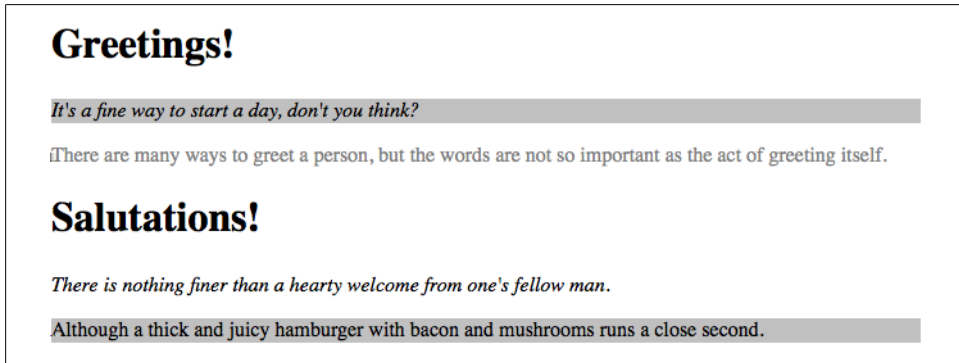 Greetings!
It's a fine way to start a day, don't you think?
There are many ways to greet a person, but the words are not so important as the act of greeting itself.
Salutations!
There is nothing finer than a hearty welcome from one's fellow man.
Although a thick and juicy hamburger with bacon and mushrooms runs a close second.